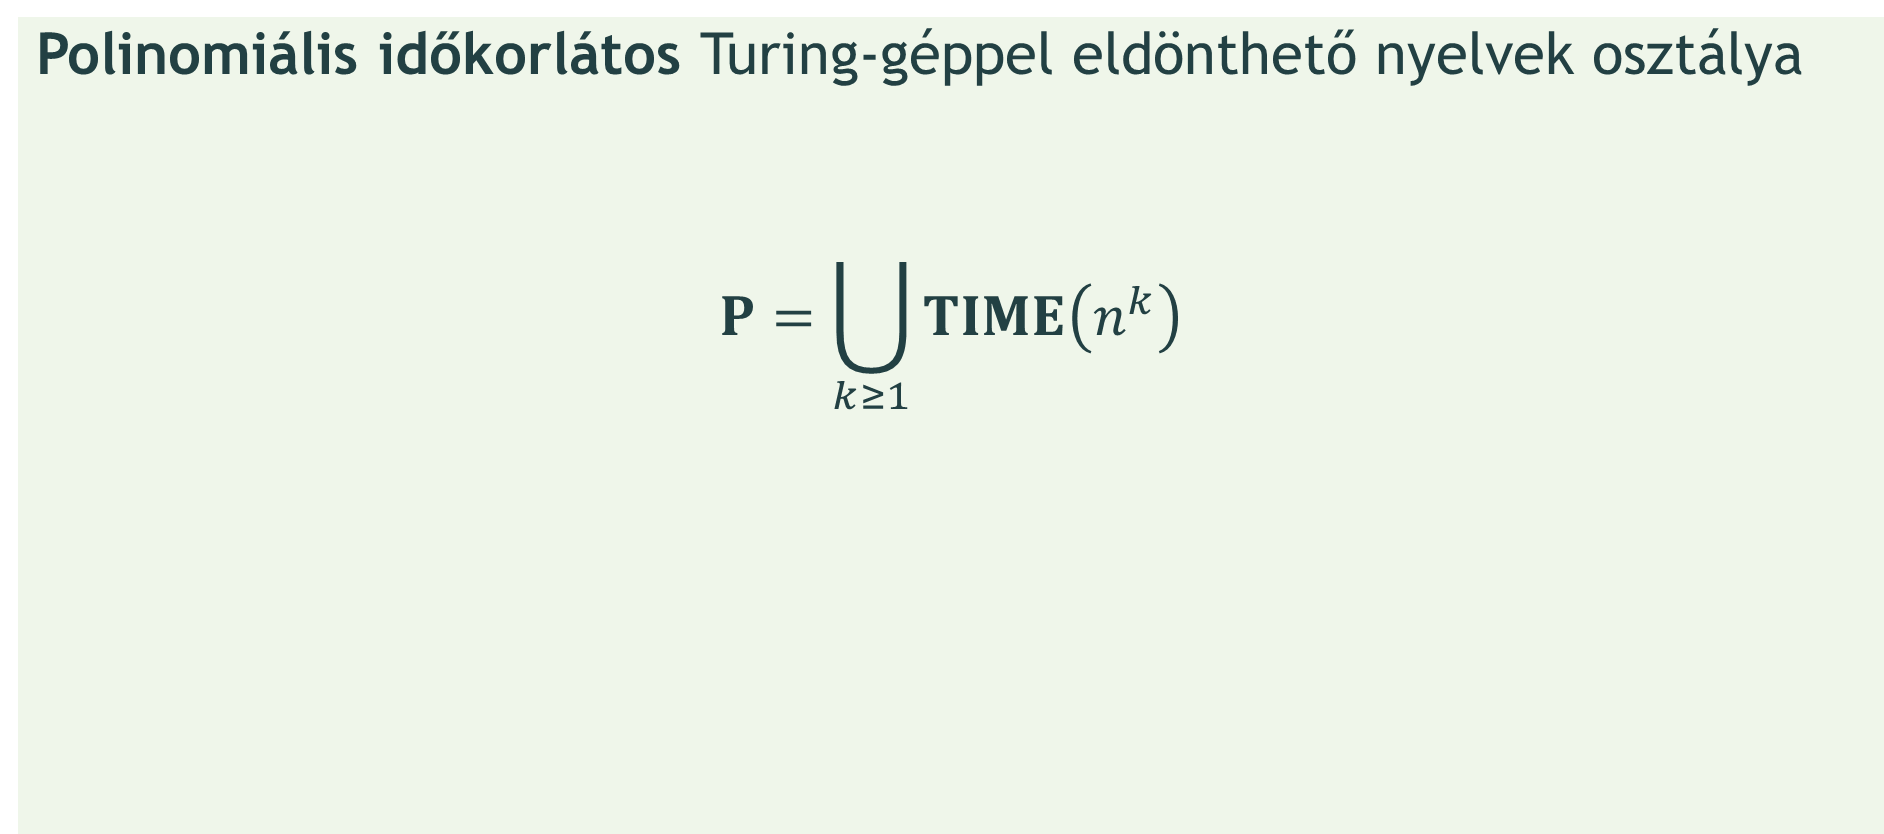 Polinomiális időkorlátos Turing-géppel eldönthető nyelvek osztálya
P = ⋃ TIME(n^k)
k≥1